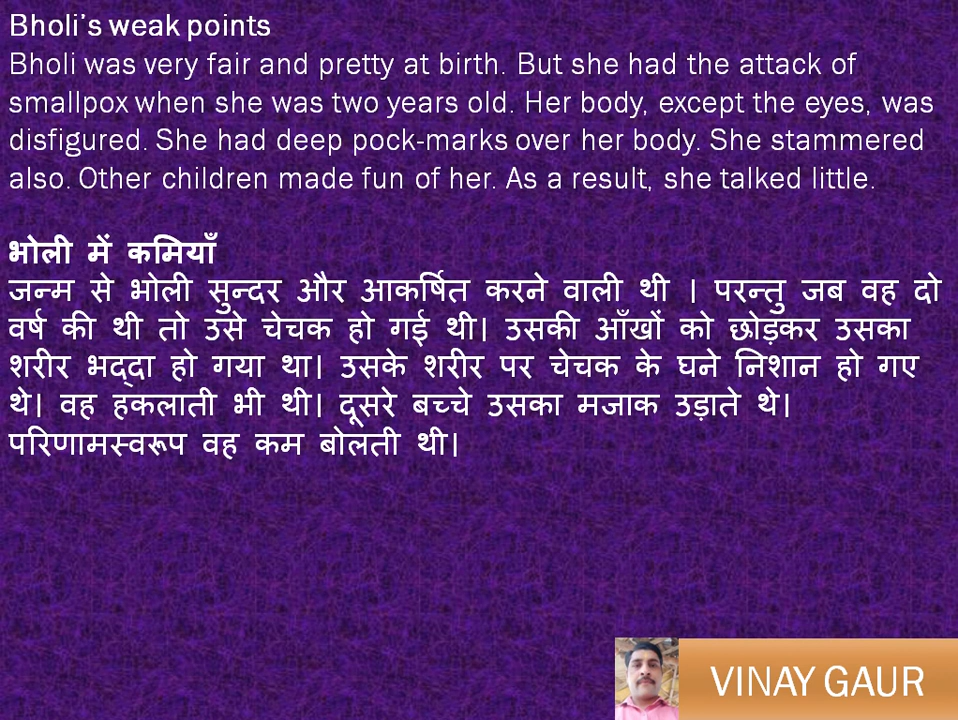 Bholi's weak points
Bholi was very fair and pretty at birth. But she had the attack of
smallpox when she was two years old. Her body, except the eyes, was
disfigured. She had deep pock-marks over her body. She stammered
also. Other children made fun of her. As a result, she talked little.
भोली में कमियाँ
जन्म से भोली सुन्दर और आकर्षित करने वाली थी । परन्तु जब वह दो
वर्ष की थी तो उसे चेचक हो गई थी। उसकी आँखों को छोड़कर उसका
शरीर भद्दा हो गया था। उसके शरीर पर चेचक के घने निशान हो गए
थे। वह हकलाती भी थी। दूसरे बच्चे उसका मजाक उड़ाते थे।
परिणामस्वरूप वह कम बोलती थी।
VINAY GAUR